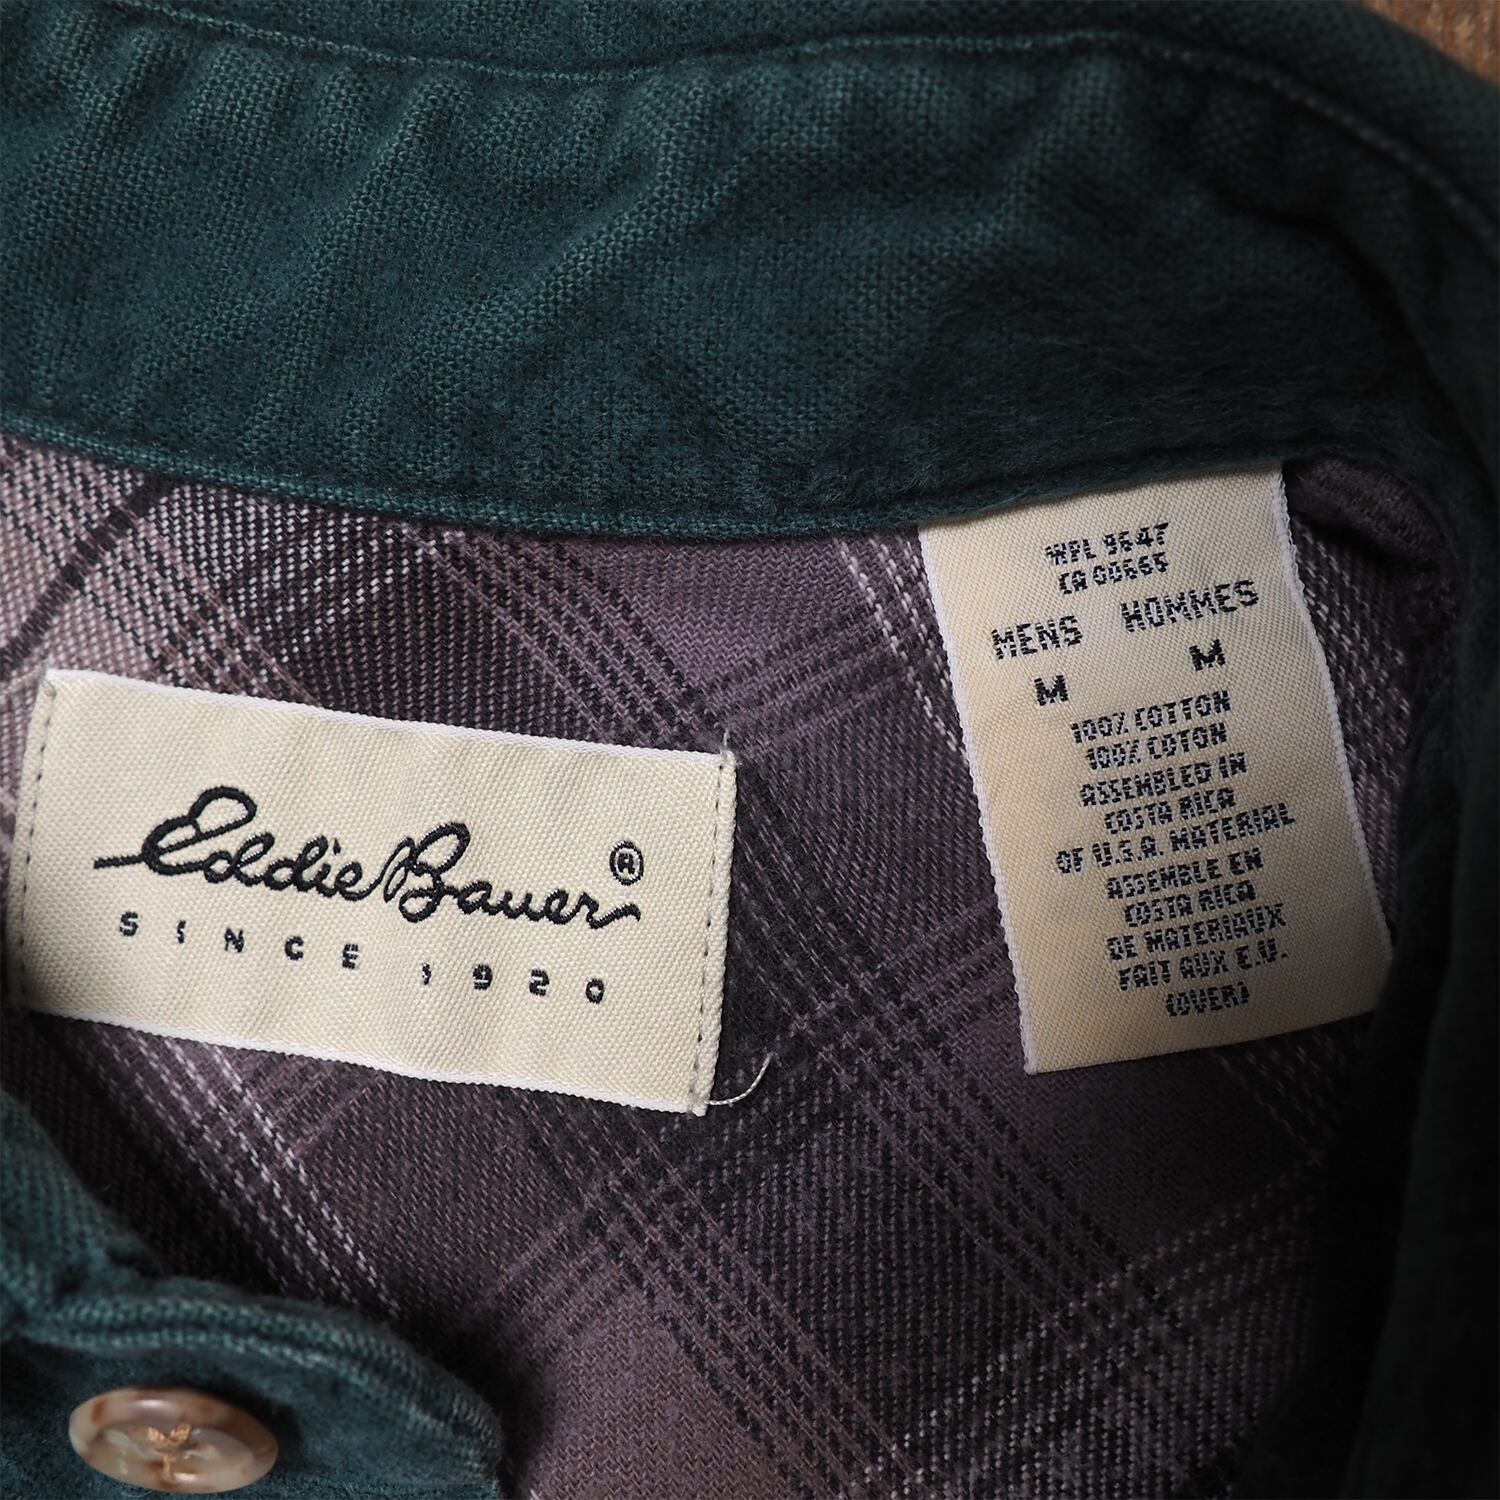 Eddie Bauer®
SINCE 1920
WPL 9647
CA 00665
MENS HOMMES
M M
100% COTTON
100% COTON
ASSEMBLED IN
COSTA RICA
OF U.S.A. MATERIAL
ASSEMBLE EN
COSTA RICA
DE MATERIAUX
FAIT AUX E.U.
(OVER)